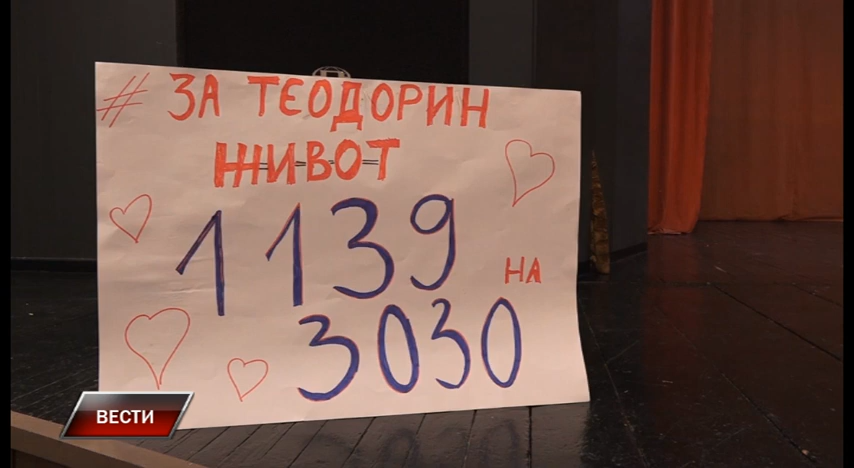 # ЗА ТЕОДОРИН
ЖИВОТ
1139
НА
3030
ВЕСТИ